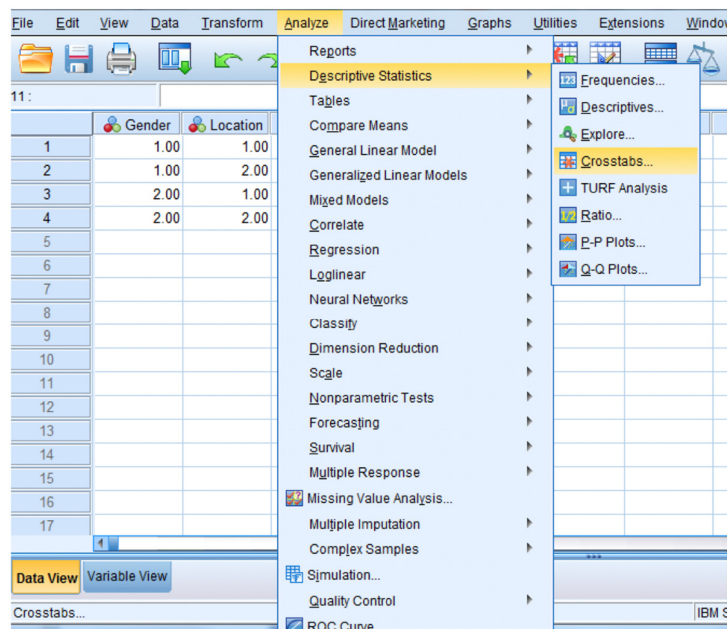 File Edit View Data Transform Analyze Direct Marketing Graphs Utilities Extensions
11 :
Gender Location
1 1.00 1.00
2 1.00 2.00
3 2.00 1.00
4 2.00 2.00
5
6
7
8
9
10
11
12
13
14
15
16
17
Reports
Descriptive Statistics
Tables
Compare Means
General Linear Model
Generalized Linear Models
Mixed Models
Correlate
Regression
Loglinear
Neural Networks
Classify
Dimension Reduction
Scale
Nonparametric Tests
Forecasting
Survival
Multiple Response
Missing Value Analysis...
Multiple Imputation
Complex Samples
Simulation...
Quality Control
ROC Curve
123 Frequencies...
Descriptives...
Explore...
Crosstabs...
TURF Analysis
1/2 Ratio...
P-P Plots...
Q-Q Plots...
Data View Variable View
Crosstabs...
IBM S